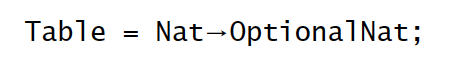 Table = Nat→OptionalNat;